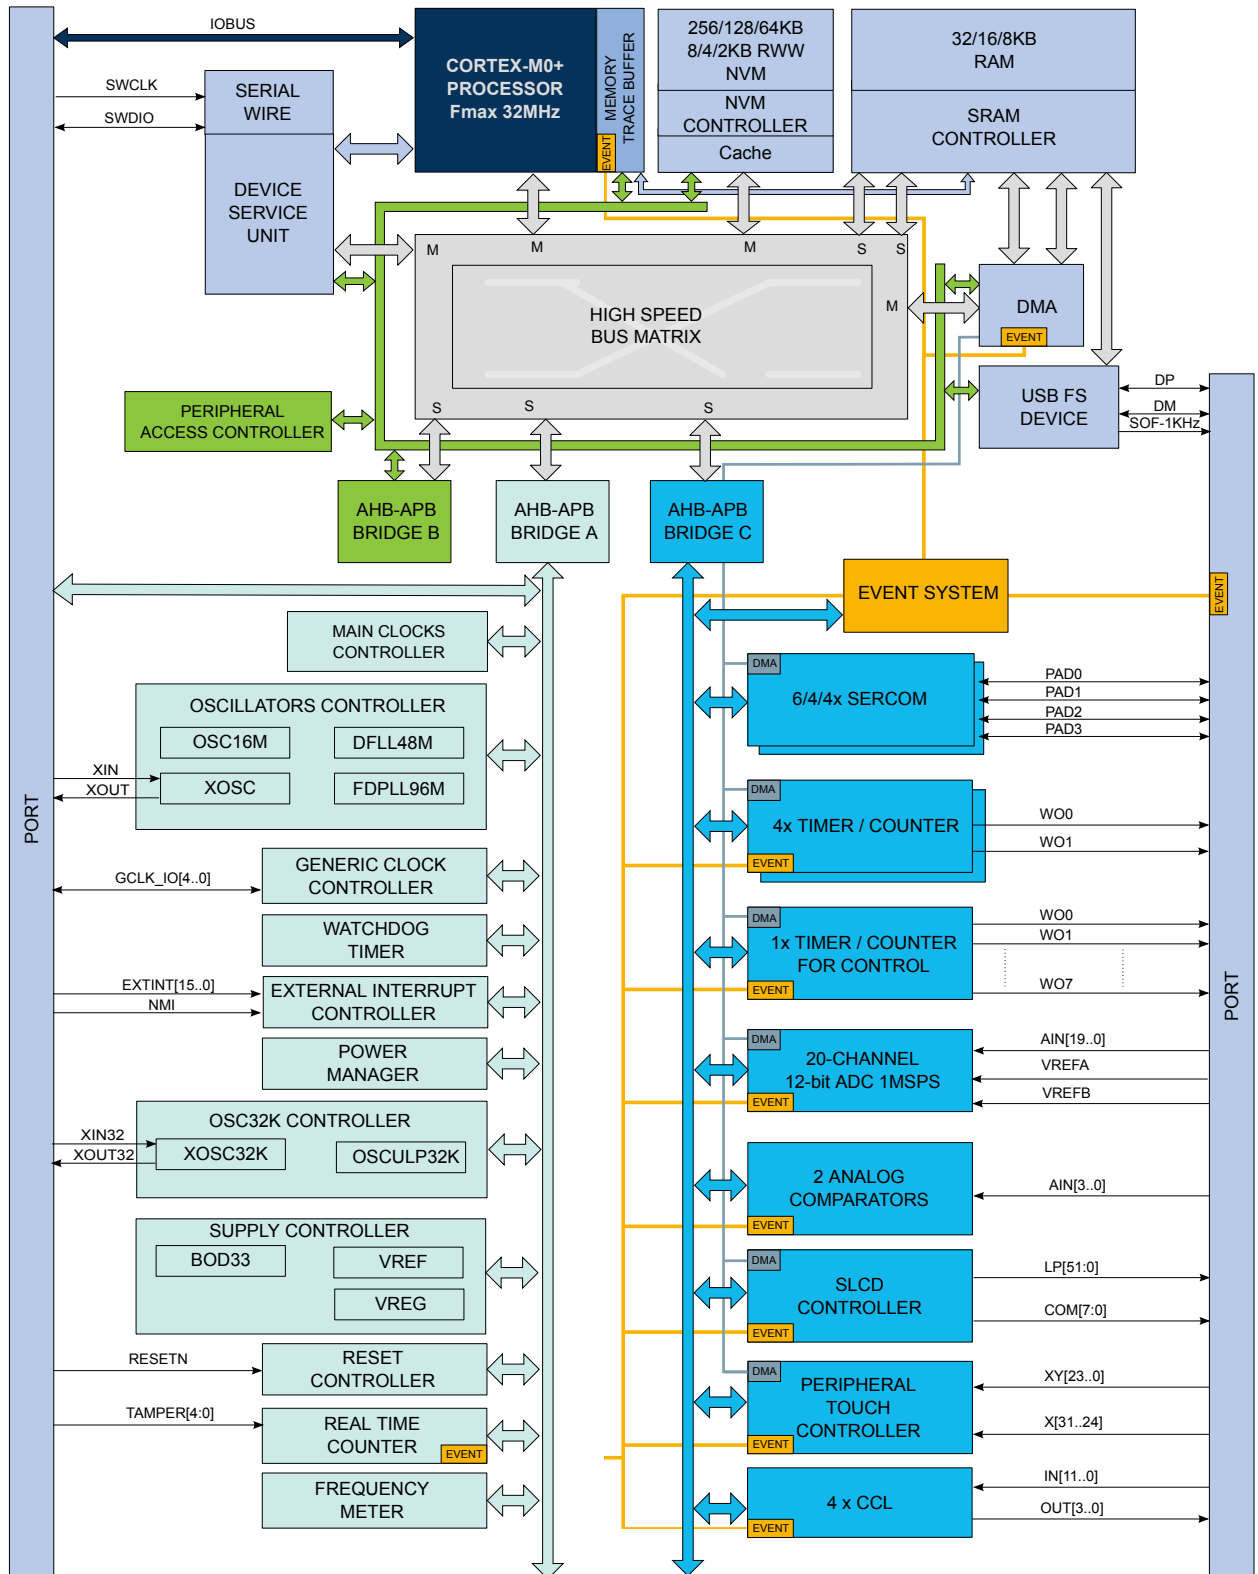 IOBUS
CORTEX-M0+
PROCESSOR
Fmax 32MHz
MEMORY
TRACE BUFFER
EVENT
256/128/64KB
8/4/2KB RWW
NVM
NVM
CONTROLLER
Cache
32/16/8KB
RAM
SRAM
CONTROLLER
SWCLK
SWDIO
SERIAL
WIRE
DEVICE
SERVICE
UNIT
M
M
M
S
S
M
HIGH SPEED
BUS MATRIX
S
S
S
DMA
EVENT
USB FS
DEVICE
DP
DM
SOF-1KHz
PERIPHERAL
ACCESS CONTROLLER
AHB-APB
BRIDGE B
AHB-APB
BRIDGE A
AHB-APB
BRIDGE C
EVENT SYSTEM
EVENT
PORT
PORT
MAIN CLOCKS
CONTROLLER
OSCILLATORS CONTROLLER
OSC16M
DFLL48M
XOSC
FDPLL96M
XIN
XOUT
GCLK_IO[4..0]
GENERIC CLOCK
CONTROLLER
WATCHDOG
TIMER
EXTINT[15..0]
NMI
EXTERNAL INTERRUPT
CONTROLLER
POWER
MANAGER
OSC32K CONTROLLER
XIN32
XOUT32
XOSC32K
OSCULP32K
SUPPLY CONTROLLER
BOD33
VREF
VREG
RESETN
RESET
CONTROLLER
TAMPER[4:0]
REAL TIME
COUNTER
EVENT
FREQUENCY
METER
DMA
6/4/4x SERCOM
PAD0
PAD1
PAD2
PAD3
DMA
4x TIMER / COUNTER
EVENT
WO0
WO1
DMA
1x TIMER / COUNTER
FOR CONTROL
EVENT
WO0
WO1
WO7
DMA
20-CHANNEL
12-bit ADC 1MSPS
EVENT
AIN[19..0]
VREFA
VREFB
2 ANALOG
COMPARATORS
EVENT
AIN[3..0]
DMA
SLCD
CONTROLLER
EVENT
LP[51:0]
COM[7:0]
DMA
PERIPHERAL
TOUCH
CONTROLLER
EVENT
XY[23..0]
X[31..24]
4 x CCL
EVENT
IN[11..0]
OUT[3..0]